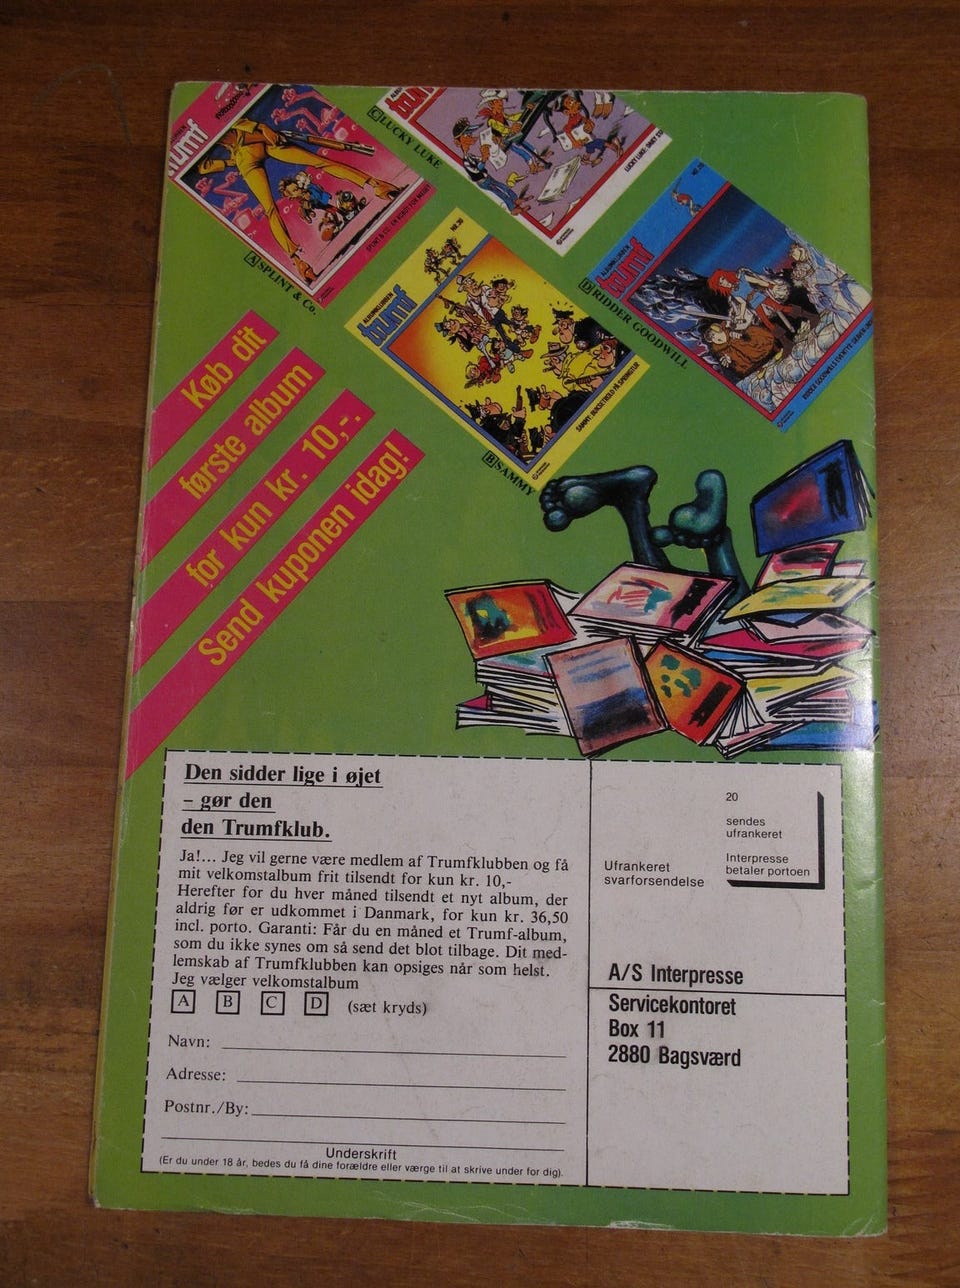 trumf
A SPLINT & Co.
C LUCKY LUKE
trumf
NR. 39
ALBUMKLUBBEN
trumf
B SAMMY
ALBUMKLUBBEN
trumf
D RIDDER GOODWILL
Køb dit
første album
for kun kr. 10,-.
Send kuponen idag!
Den sidder lige i øjet
– gør den
den Trumfklub.
Ja!... Jeg vil gerne være medlem af Trumfklubben og få
mit velkomstalbum frit tilsendt for kun kr. 10,-
Herefter for du hver måned tilsendt et nyt album, der
aldrig før er udkommet i Danmark, for kun kr. 36,50
incl. porto. Garanti: Får du en måned et Trumf-album,
som du ikke synes om så send det blot tilbage. Dit med-
lemskab af Trumfklubben kan opsiges når som helst.
Jeg vælger velkomstalbum
A B C D (sæt kryds)
Navn:
Adresse:
Postnr./By:
Underskrift
(Er du under 18 år, bedes du få dine forældre eller værge til at skrive under for dig).
20
sendes
ufrankeret
Interpresse
betaler portoen
Ufrankeret
svarforsendelse
A/S Interpresse
Servicekontoret
Box 11
2880 Bagsværd